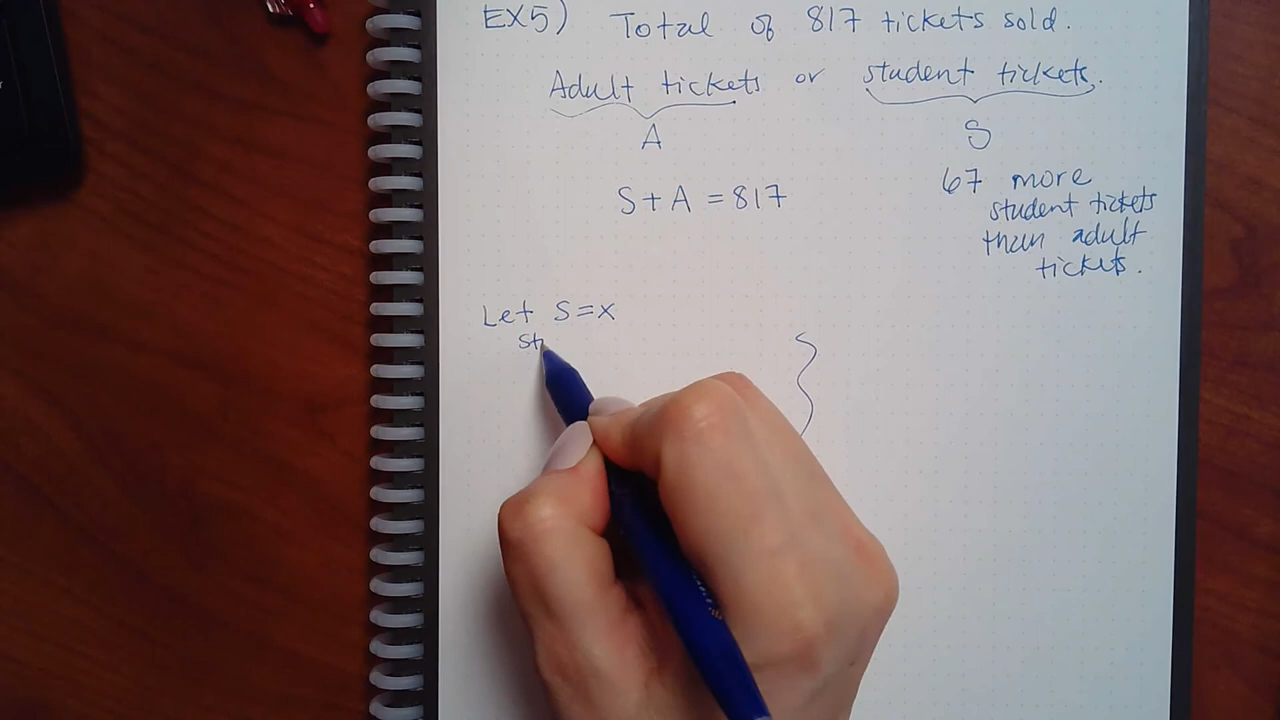 EX5) Total of 817 tickets sold.
Adult tickets or student tickets.
A
S
S + A = 817
67 more
student tickets
than adult
tickets.
Let S = x
St